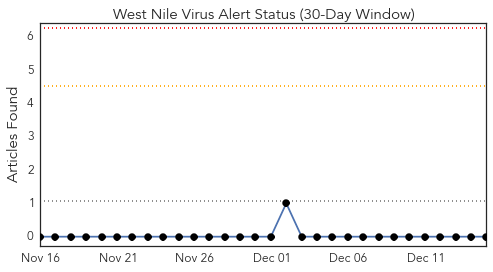 West Nile Virus Alert Status (30-Day Window)
Articles Found
6
5
4
3
2
1
0
Nov 16 Nov 21 Nov 26 Dec 01 Dec 06 Dec 11